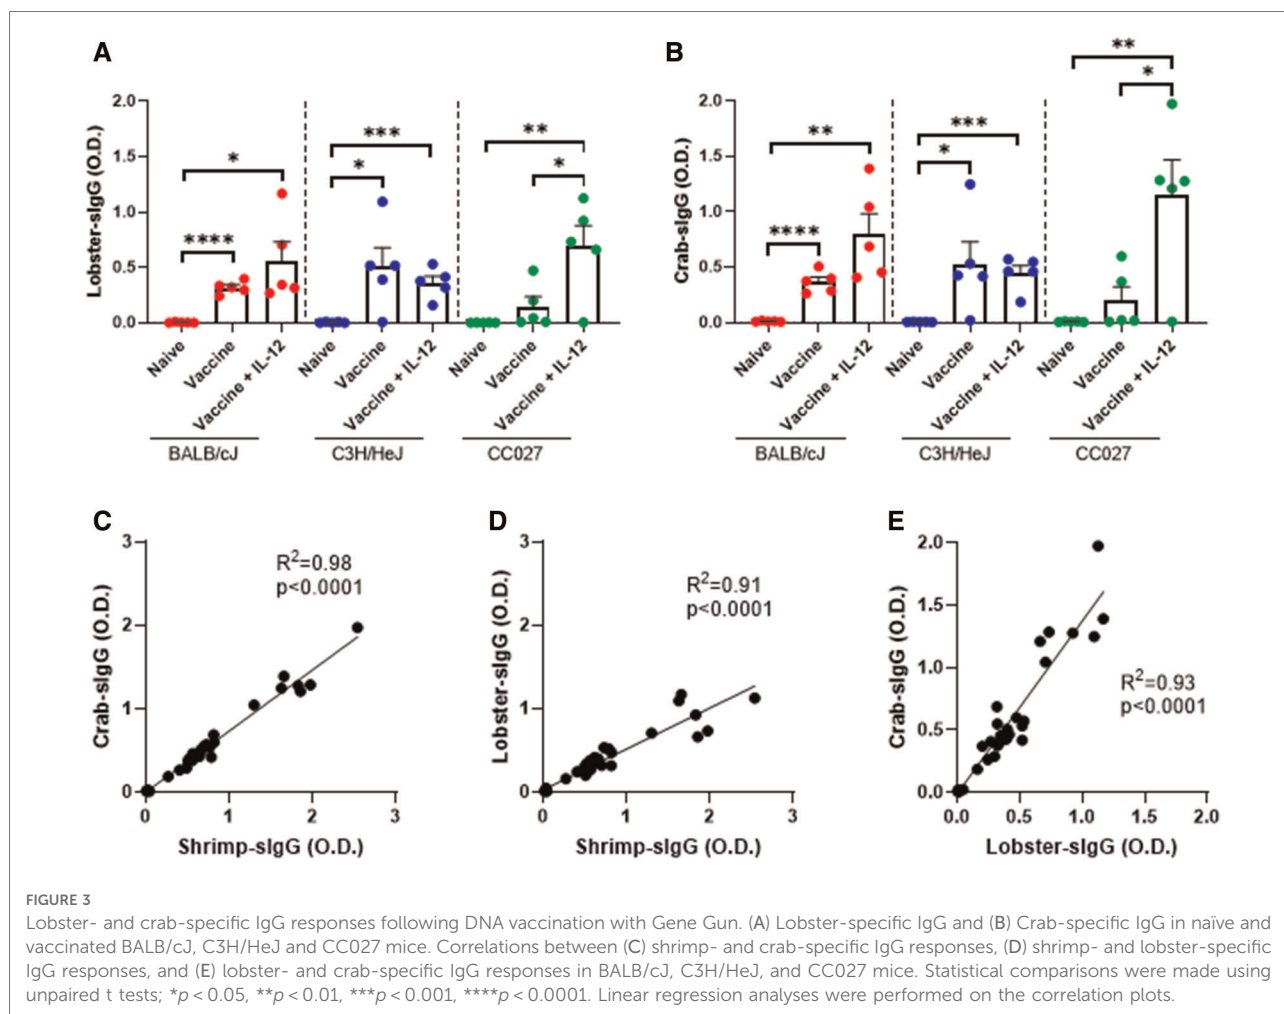 A
B
Lobster-sIgG (O.D.)
2.0
1.5
1.0
0.5
0.0
*
****
***
*
**
*
Naive
Vaccine
Vaccine + IL-12
Naive
Vaccine
Vaccine + IL-12
Naive
Vaccine
Vaccine + IL-12
BALB/cJ
C3H/HeJ
CC027
Crab-sIgG (O.D.)
2.0
1.5
1.0
0.5
0.0
**
****
***
*
**
*
Naive
Vaccine
Vaccine + IL-12
Naive
Vaccine
Vaccine + IL-12
Naive
Vaccine
Vaccine + IL-12
BALB/cJ
C3H/HeJ
CC027
C
Crab-sIgG (O.D.)
3
2
1
0
R²=0.98
p<0.0001
0 1 2 3
Shrimp-sIgG (O.D.)
D
Lobster-sIgG (O.D.)
3
2
1
0
R²=0.91
p<0.0001
0 1 2 3
Shrimp-sIgG (O.D.)
E
Crab-sIgG (O.D.)
2.0
1.5
1.0
0.5
0.0
R²=0.93
p<0.0001
0.0 0.5 1.0 1.5 2.0
Lobster-sIgG (O.D.)
FIGURE 3
Lobster- and crab-specific IgG responses following DNA vaccination with Gene Gun. (A) Lobster-specific IgG and (B) Crab-specific IgG in naïve and
vaccinated BALB/cJ, C3H/HeJ and CC027 mice. Correlations between (C) shrimp- and crab-specific IgG responses, (D) shrimp- and lobster-specific
IgG responses, and (E) lobster- and crab-specific IgG responses in BALB/cJ, C3H/HeJ, and CC027 mice. Statistical comparisons were made using
unpaired t tests; *p < 0.05, **p < 0.01, ***p < 0.001, ****p < 0.0001. Linear regression analyses were performed on the correlation plots.